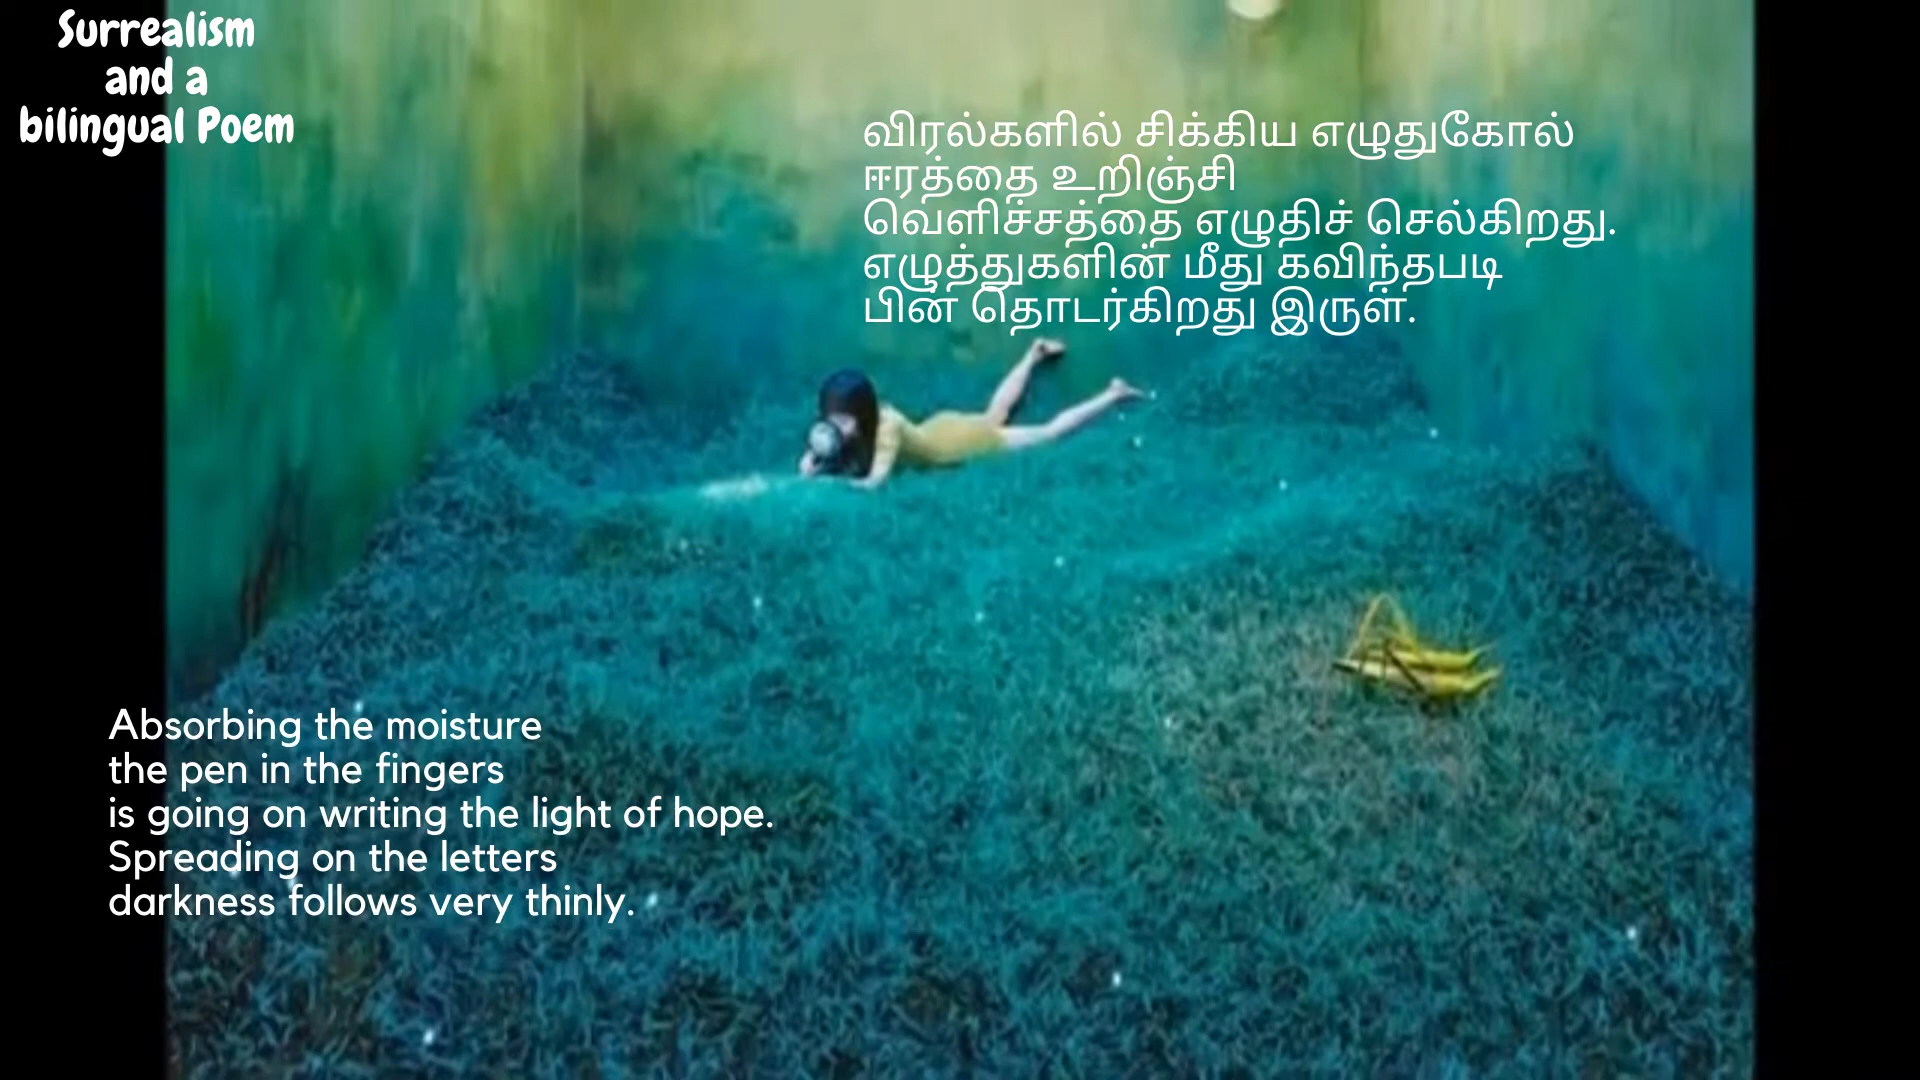 Surrealism
and a
bilingual Poem
விரல்களில் சிக்கிய எழுதுகோல்
ஈரத்தை உறிஞ்சி
வெளிச்சத்தை எழுதிச் செல்கிறது.
எழுத்துகளின் மீது கவிந்தபடி
பின் தொடர்கிறது இருள்.
Absorbing the moisture
the pen in the fingers
is going on writing the light of hope.
Spreading on the letters
darkness follows very thinly.